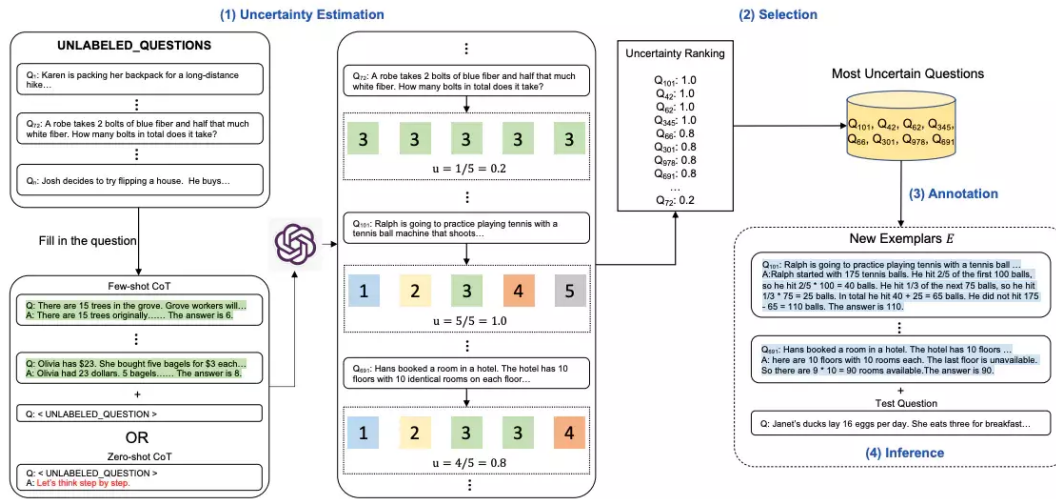 (1) Uncertainty Estimation
UNLABELED_QUESTIONS
Q1: Karen is packing her backpack for a long-distance
hike…
Q72: A robe takes 2 bolts of blue fiber and half that much
white fiber. How many bolts in total does it take?
Qn: Josh decides to try flipping a house. He buys…
Fill in the question
Few-shot CoT
Q: There are 15 trees in the grove. Grove workers will…
A: There are 15 trees originally…… The answer is 6.
Q: Olivia has $23. She bought five bagels for $3 each…
A: Olivia had 23 dollars. 5 bagels…… The answer is 8.
+
Q: < UNLABELED_QUESTION >
OR
Zero-shot CoT
Q: < UNLABELED_QUESTION >
A: Let's think step by step.
Q72: A robe takes 2 bolts of blue fiber and half that much
white fiber. How many bolts in total does it take?
3 3 3 3 3
u = 1/5 = 0.2
Q101: Ralph is going to practice playing tennis with a
tennis ball machine that shoots…
1 2 3 4 5
u = 5/5 = 1.0
Q691: Hans booked a room in a hotel. The hotel has 10
floors with 10 identical rooms on each floor…
1 2 3 3 4
u = 4/5 = 0.8
(2) Selection
Uncertainty Ranking
Q101: 1.0
Q42: 1.0
Q62: 1.0
Q345: 1.0
Q66: 0.8
Q301: 0.8
Q978: 0.8
Q691: 0.8
…
Q72: 0.2
Most Uncertain Questions
Q101, Q42, Q62, Q345,
Q66, Q301, Q978, Q691
(3) Annotation
New Exemplars E
Q101: Ralph is going to practice playing tennis with a tennis ball …
A:Ralph started with 175 tennis balls. He hit 2/5 of the first 100 balls,
so he hit 2/5 * 100 = 40 balls. He hit 1/3 of the next 75 balls, so he hit
1/3 * 75 = 25 balls. In total he hit 40 + 25 = 65 balls. He did not hit 175
- 65 = 110 balls. The answer is 110.
Q691: Hans booked a room in a hotel. The hotel has 10 floors …
A: here are 10 floors with 10 rooms each. The last floor is unavailable.
So there are 9 * 10 = 90 rooms available.The answer is 90.
+
Test Question
Q: Janet's ducks lay 16 eggs per day. She eats three for breakfast…
(4) Inference